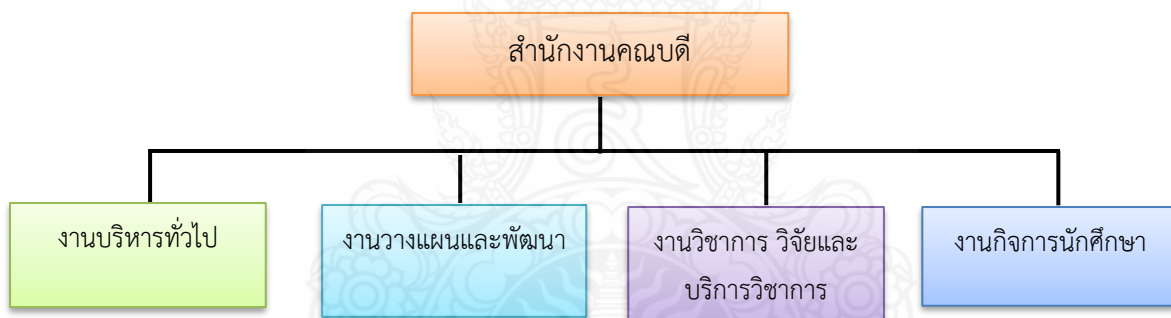 สำนักงานคณบดี
งานบริหารทั่วไป
งานวางแผนและพัฒนา
งานวิชาการ วิจัยและ
บริการวิชาการ
งานกิจการนักศึกษา